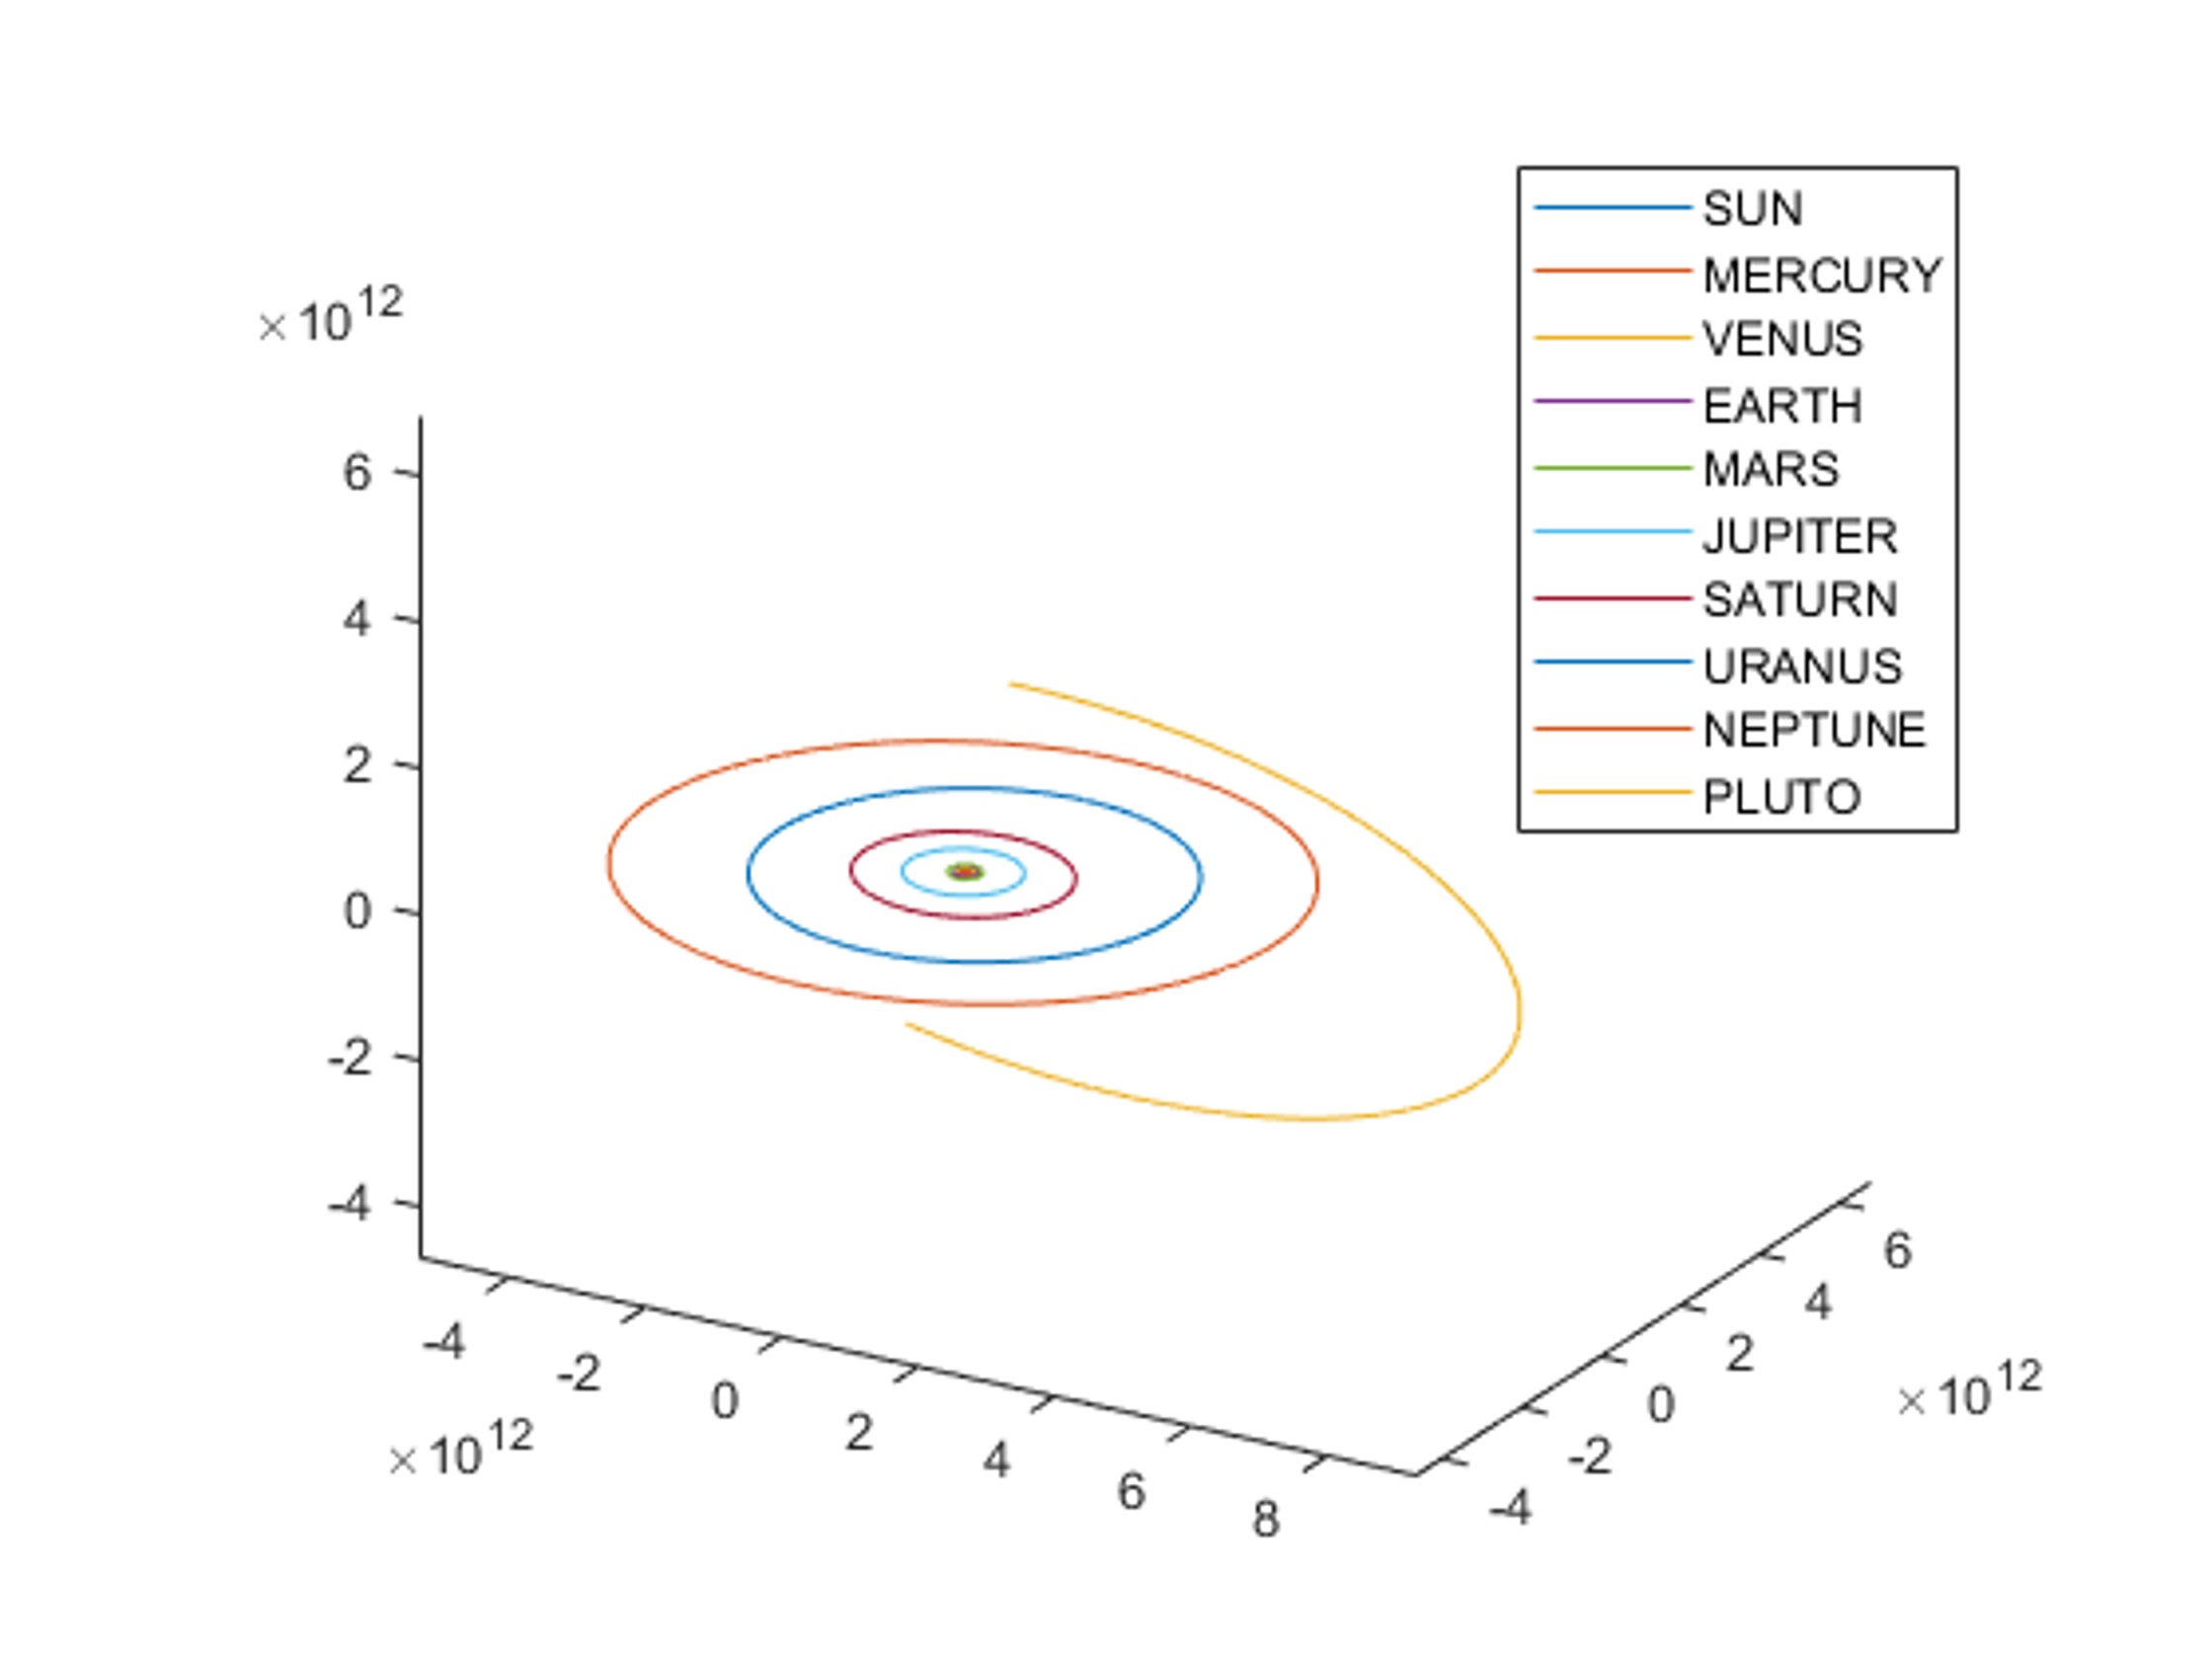 SUN
MERCURY
VENUS
EARTH
MARS
JUPITER
SATURN
URANUS
NEPTUNE
PLUTO
×10^12
6
4
2
0
-2
-4
-4
-2
0
2
4
6
8
×10^12
-4
-2
0
2
4
6
×10^12